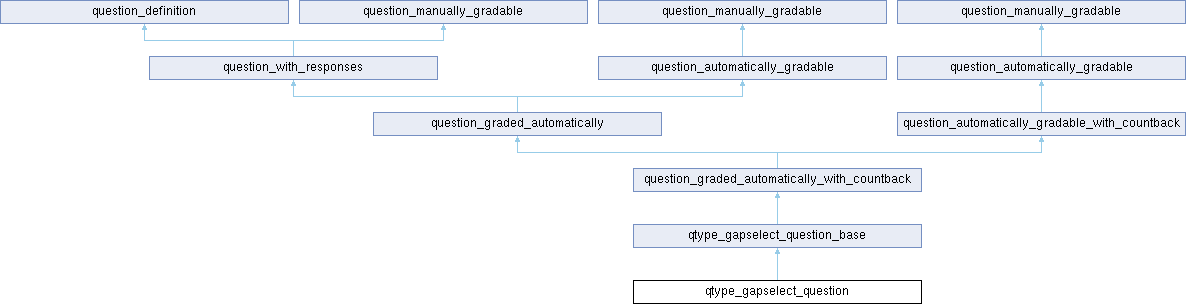 question_definition
question_manually_gradable
question_manually_gradable
question_manually_gradable
question_with_responses
question_automatically_gradable
question_automatically_gradable
question_graded_automatically
question_automatically_gradable_with_countback
question_graded_automatically_with_countback
qtype_gapselect_question_base
qtype_gapselect_question